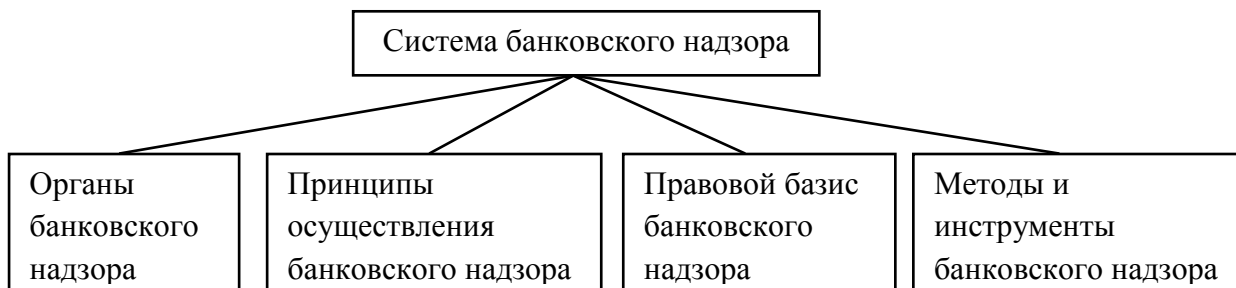 Система банковского надзора
Органы
банковского
надзора
Принципы
осуществления
банковского надзора
Правовой базис
банковского
надзора
Методы и
инструменты
банковского надзора